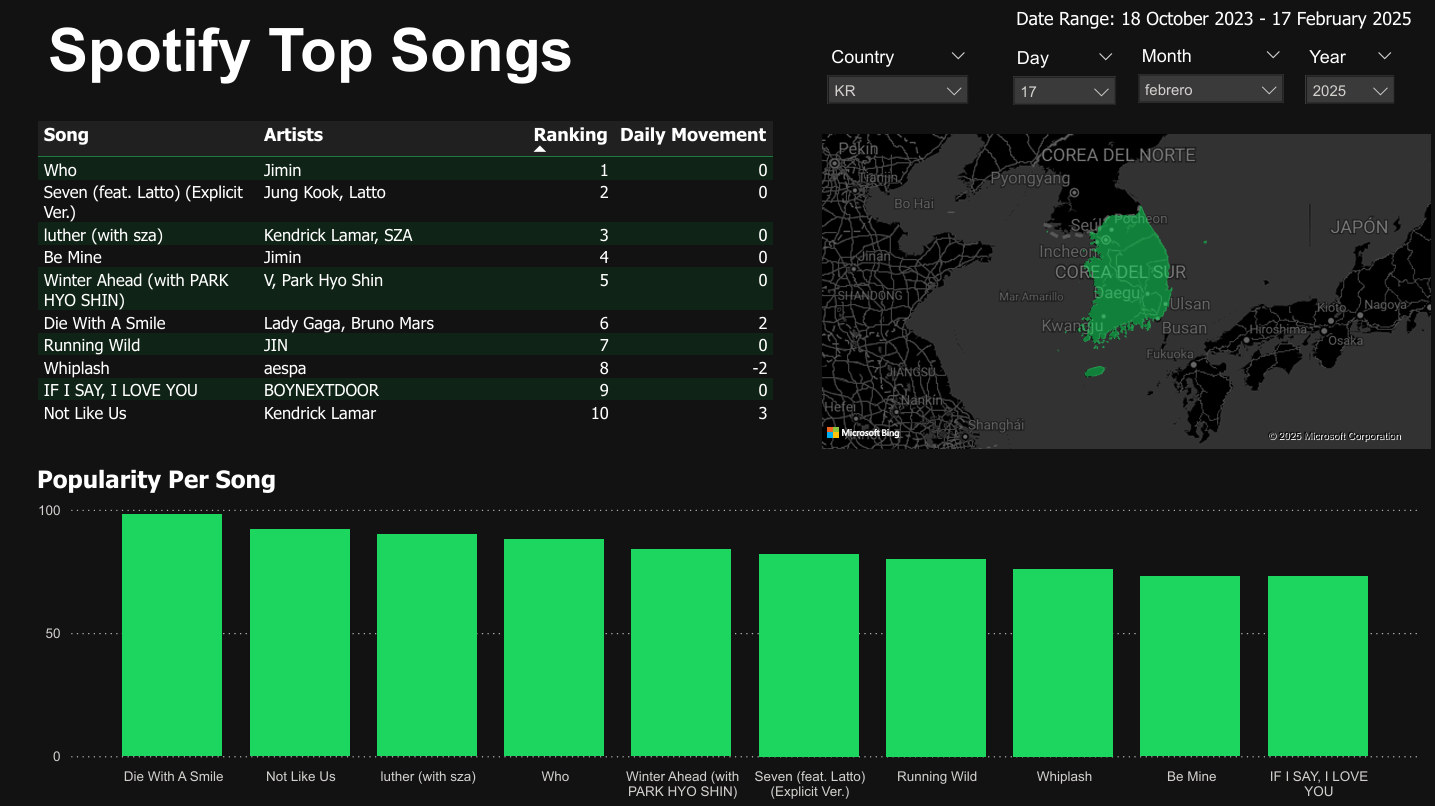 Spotify Top Songs
Date Range: 18 October 2023 - 17 February 2025
Country
Day
Month
Year
KR
17
febrero
2025
Song Artists Ranking Daily Movement
Who Jimin 1 0
Seven (feat. Latto) (Explicit Jung Kook, Latto 2 0
Ver.)
luther (with sza) Kendrick Lamar, SZA 3 0
Be Mine Jimin 4 0
Winter Ahead (with PARK V, Park Hyo Shin 5 0
HYO SHIN)
Die With A Smile Lady Gaga, Bruno Mars 6 2
Running Wild JIN 7 0
Whiplash aespa 8 -2
IF I SAY, I LOVE YOU BOYNEXTDOOR 9 0
Not Like Us Kendrick Lamar 10 3
Pekín
COREA DEL NORTE
Tianjin
Pyongyang
Bo Hai
Seúl
Pocheon
JAPÓN
Incheon
Jinan
COREA DEL SUR
SHANDONG
Mar Amarillo
Daegu
Ulsan
Kioto
Nagoya
Kwangju
Busan
Hiroshima
Osaka
Fukuoka
JIANGSU
Hefei
Nankín
Shanghái
Microsoft Bing
© 2025 Microsoft Corporation
Popularity Per Song
100
50
0
Die With A Smile
Not Like Us
luther (with sza)
Who
Winter Ahead (with
PARK HYO SHIN)
Seven (feat. Latto)
(Explicit Ver.)
Running Wild
Whiplash
Be Mine
IF I SAY, I LOVE
YOU